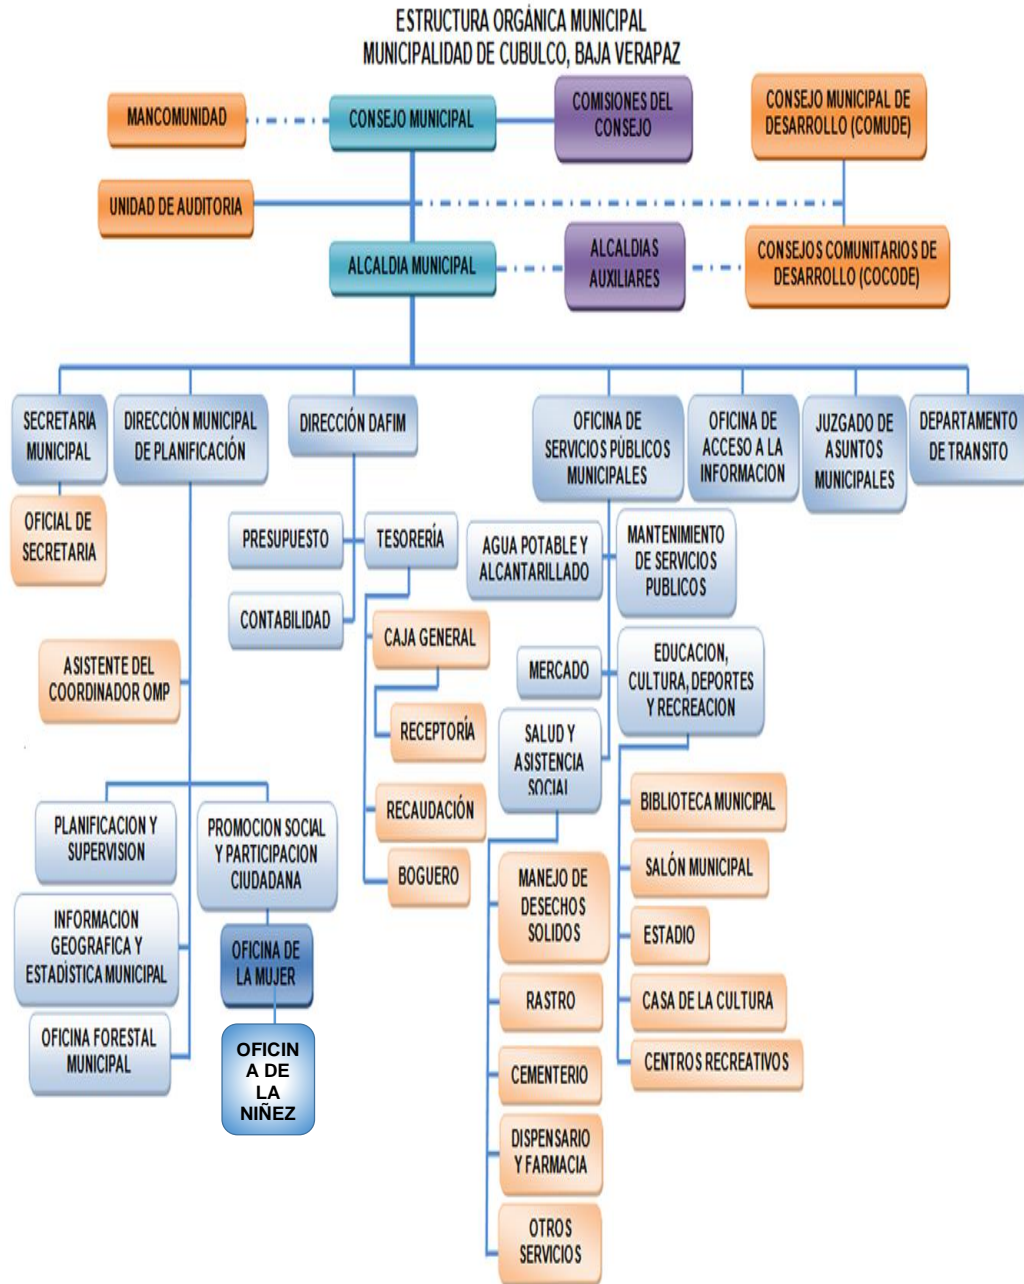 ESTRUCTURA ORGÁNICA MUNICIPAL
MUNICIPALIDAD DE CUBULCO, BAJA VERAPAZ
MANCOMUNIDAD
CONSEJO MUNICIPAL
COMISIONES DEL
CONSEJO
CONSEJO MUNICIPAL DE
DESARROLLO (COMUDE)
UNIDAD DE AUDITORIA
ALCALDIA MUNICIPAL
ALCALDIAS
AUXILIARES
CONSEJOS COMUNITARIOS DE
DESARROLLO (COCODE)
SECRETARIA
MUNICIPAL
DIRECCIÓN MUNICIPAL
DE PLANIFICACIÓN
DIRECCIÓN DAFIM
OFICINA DE
SERVICIOS PÚBLICOS
MUNICIPALES
OFICINA DE
ACCESO A LA
INFORMACION
JUZGADO DE
ASUNTOS
MUNICIPALES
DEPARTAMENTO
DE TRANSITO
OFICIAL DE
SECRETARIA
PRESUPUESTO
TESORERÍA
AGUA POTABLE Y
ALCANTARILLADO
MANTENIMIENTO
DE SERVICIOS
PUBLICOS
CONTABILIDAD
CAJA GENERAL
ASISTENTE DEL
COORDINADOR OMP
MERCADO
EDUCACION,
CULTURA, DEPORTES
Y RECREACION
RECEPTORÍA
SALUD Y
ASISTENCIA
SOCIAL
PLANIFICACION Y
SUPERVISION
PROMOCION SOCIAL
Y PARTICIPACION
CIUDADANA
RECAUDACIÓN
BIBLIOTECA MUNICIPAL
BOGUERO
MANEJO DE
DESECHOS
SOLIDOS
SALÓN MUNICIPAL
INFORMACION
GEOGRAFICA Y
ESTADÍSTICA MUNICIPAL
OFICINA DE
LA MUJER
ESTADIO
RASTRO
CASA DE LA CULTURA
OFICINA FORESTAL
MUNICIPAL
OFICIN
A DE
LA
NIÑEZ
CEMENTERIO
CENTROS RECREATIVOS
DISPENSARIO
Y FARMACIA
OTROS
SERVICIOS